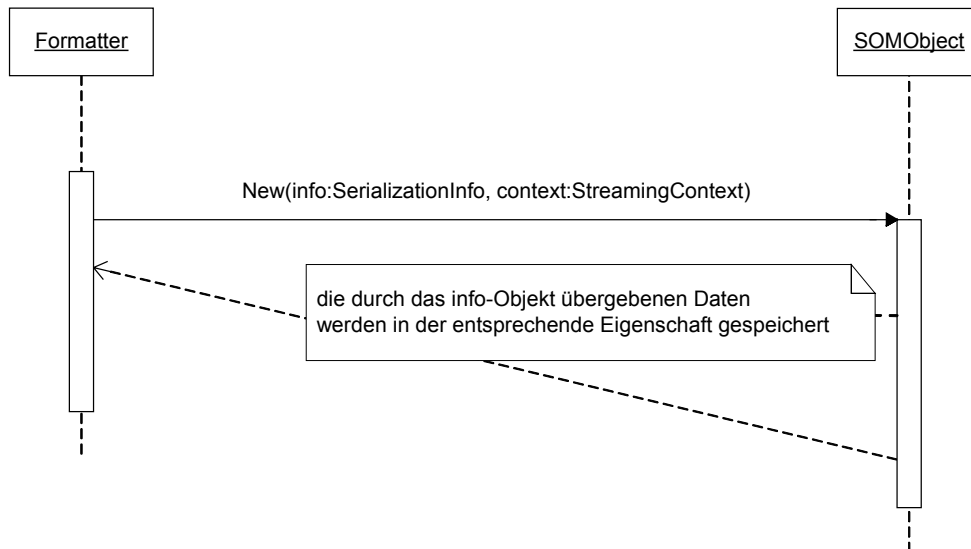 Formatter
SOMObject
New(info:SerializationInfo, context:StreamingContext)
die durch das info-Objekt übergebenen Daten
werden in der entsprechende Eigenschaft gespeichert